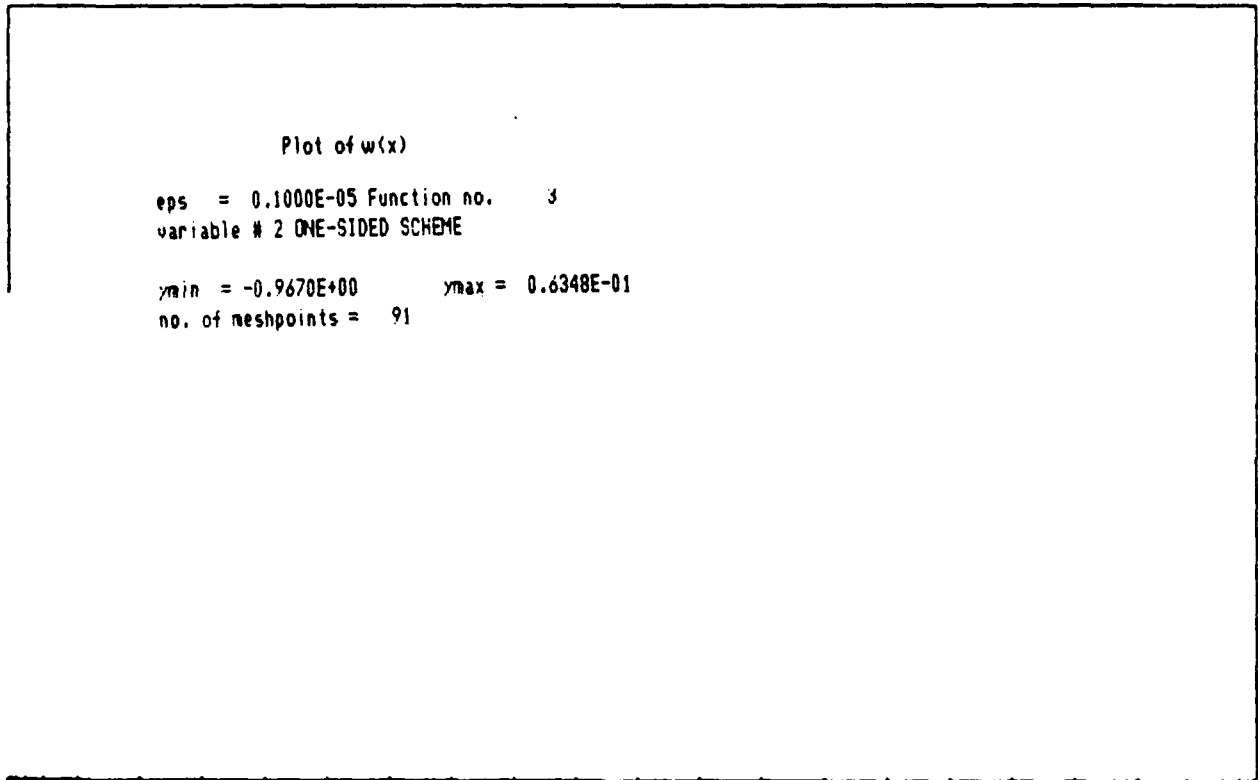 Plot of w(x)
eps = 0.1000E-05 Function no. 3
variable # 2 ONE-SIDED SCHEME
ymin = -0.9670E+00 ymax = 0.6348E-01
no. of meshpoints = 91